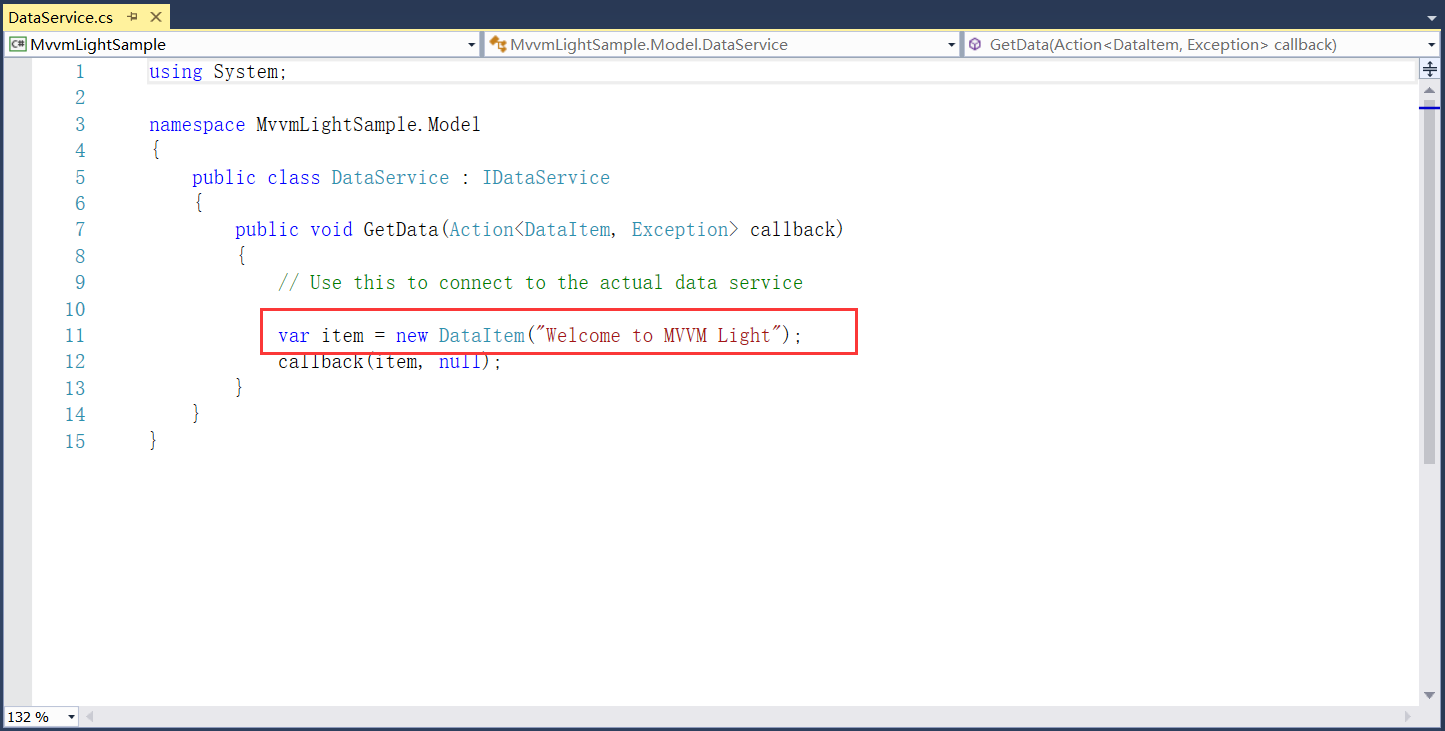 DataService.cs
MvvmLightSample
MvvmLightSample.Model.DataService
GetData(Action<DataItem, Exception> callback)
1 using System;
2
3 namespace MvvmLightSample.Model
4 {
5 public class DataService : IDataService
6 {
7 public void GetData(Action<DataItem, Exception> callback)
8 {
9 // Use this to connect to the actual data service
10
11 var item = new DataItem("Welcome to MVVM Light");
12 callback(item, null);
13 }
14 }
15 }
132 %